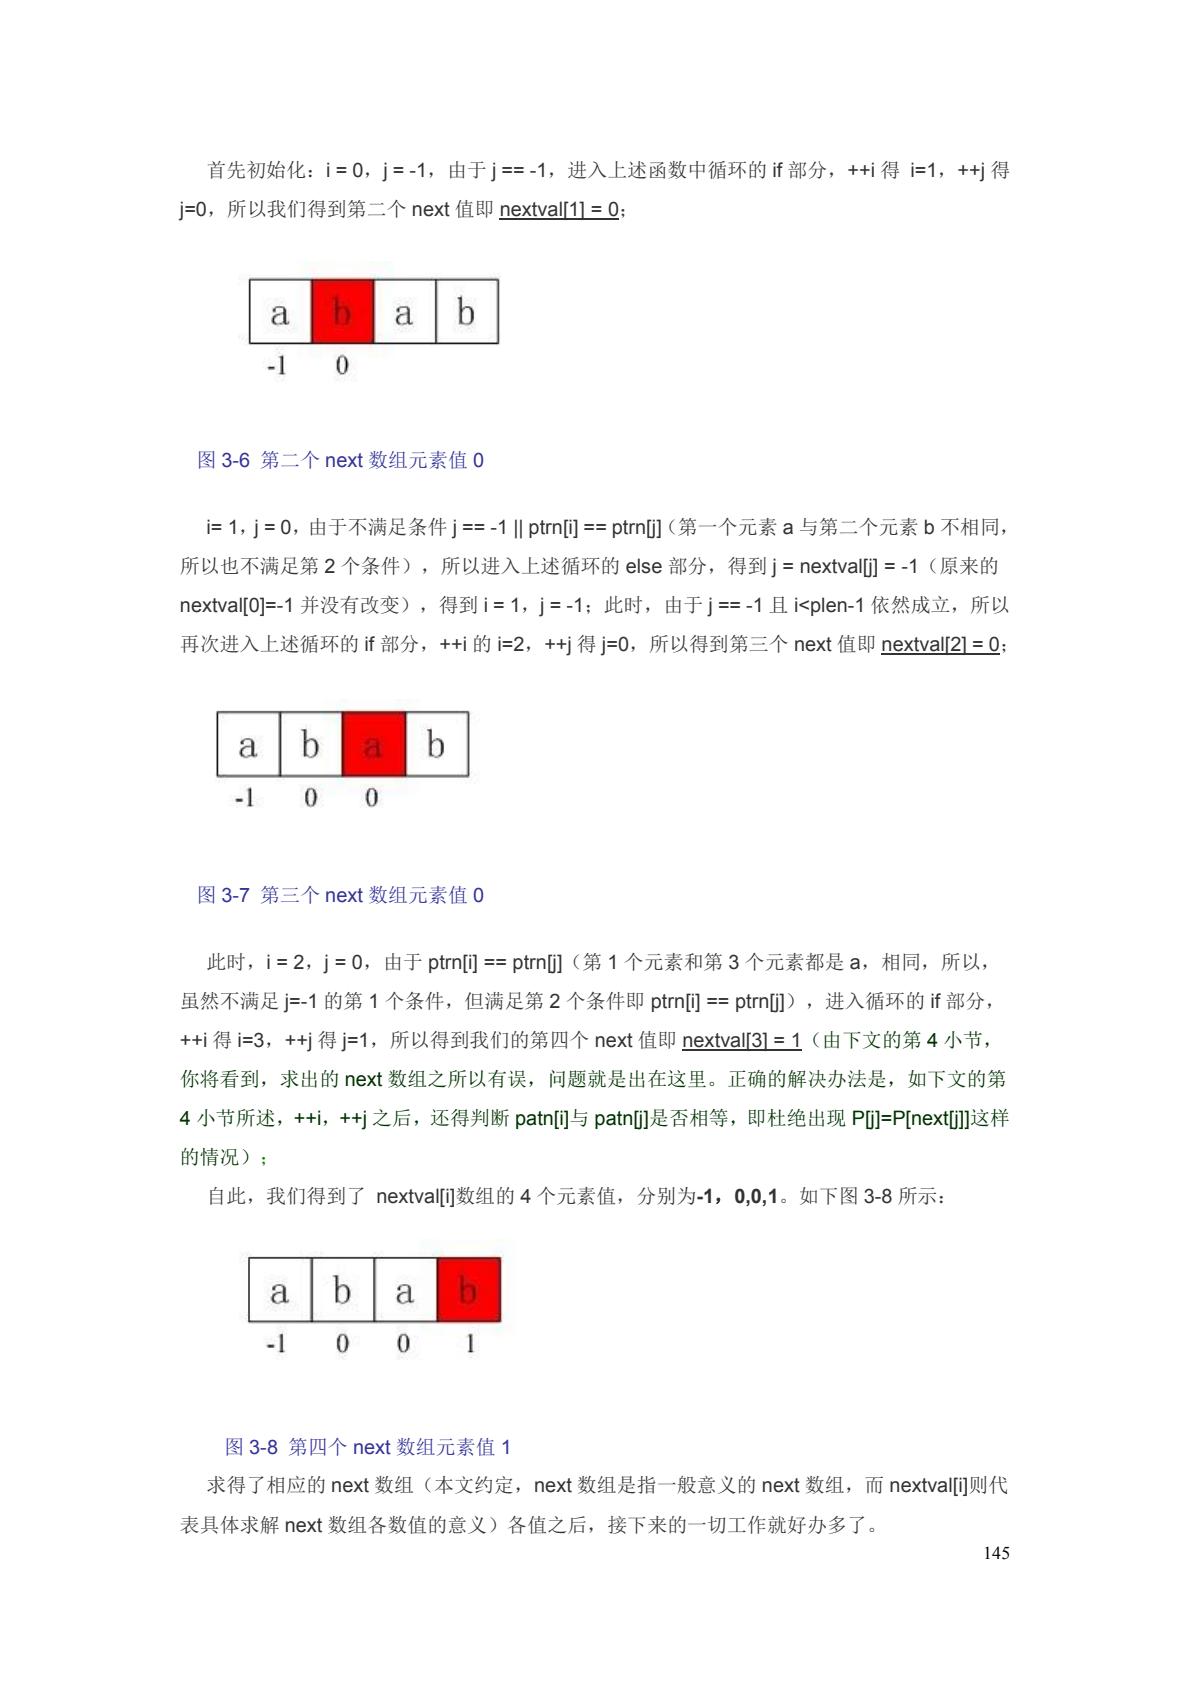 首先初始化：i = 0，j = -1，由于 j == -1，进入上述函数中循环的 if 部分，++i 得 i=1，++j 得
j=0，所以我们得到第二个 next 值即 nextval[1] = 0；
a b a b
-1 0
图 3-6 第二个 next 数组元素值 0
i= 1，j = 0，由于不满足条件 j == -1 || ptrn[i] == ptrn[j]（第一个元素 a 与第二个元素 b 不相同，
所以也不满足第 2 个条件），所以进入上述循环的 else 部分，得到 j = nextval[j] = -1（原来的
nextval[0]=-1 并没有改变），得到 i = 1，j = -1；此时，由于 j == -1 且 i<plen-1 依然成立，所以
再次进入上述循环的 if 部分，++i 的 i=2，++j 得 j=0，所以得到第三个 next 值即 nextval[2] = 0；
a b a b
-1 0 0
图 3-7 第三个 next 数组元素值 0
此时，i = 2，j = 0，由于 ptrn[i] == ptrn[j]（第 1 个元素和第 3 个元素都是 a，相同，所以，
虽然不满足 j=-1 的第 1 个条件，但满足第 2 个条件即 ptrn[i] == ptrn[j]），进入循环的 if 部分，
++i 得 i=3，++j 得 j=1，所以得到我们的第四个 next 值即 nextval[3] = 1（由下文的第 4 小节，
你将看到，求出的 next 数组之所以有误，问题就是出在这里。正确的解决办法是，如下文的第
4 小节所述，++i，++j 之后，还得判断 patn[i]与 patn[j]是否相等，即杜绝出现 P[j]=P[next[j]]这样
的情况）；
自此，我们得到了 nextval[i]数组的 4 个元素值，分别为-1，0,0,1。如下图 3-8 所示：
a b a b
-1 0 0 1
图 3-8 第四个 next 数组元素值 1
求得了相应的 next 数组（本文约定，next 数组是指一般意义的 next 数组，而 nextval[i]则代
表具体求解 next 数组各数值的意义）各值之后，接下来的一切工作就好办多了。
145